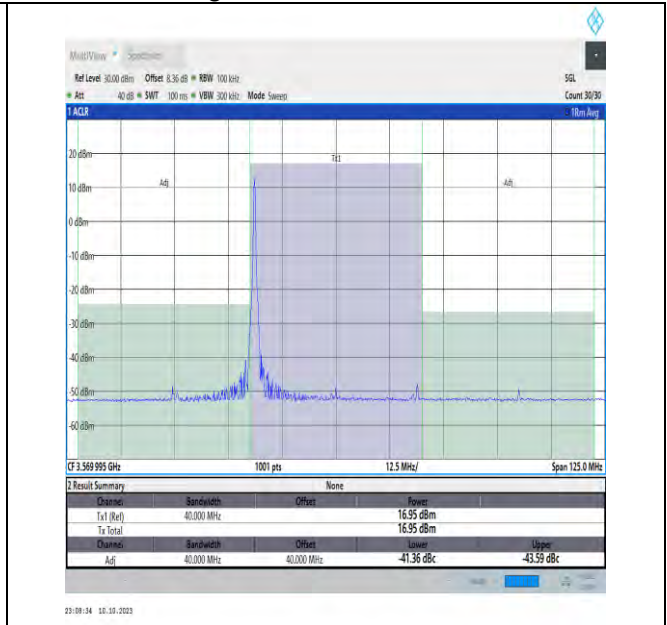 MultiView Spectrum
Ref Level 30.00 dBm Offset 8.36 dB RBW 100 kHz SGL
Att 40 dB SWT 100 ms VBW 300 kHz Mode Sweep Count 30/30
1 ACLR 1Rm Avg
Tx1
20 dBm
Adj Adj
10 dBm
0 dBm
-10 dBm
-20 dBm
-30 dBm
-40 dBm
-50 dBm
-60 dBm
CF 3.569 995 GHz 1001 pts 12.5 MHz/ Span 125.0 MHz
2 Result Summary None
Channel Bandwidth Offset Power
Tx1 (Ref) 40.000 MHz 16.95 dBm
Tx Total 16.95 dBm
Channel Bandwidth Offset Lower Upper
Adj 40.000 MHz 40.000 MHz -41.36 dBc -43.59 dBc
23:09:34 10.10.2023